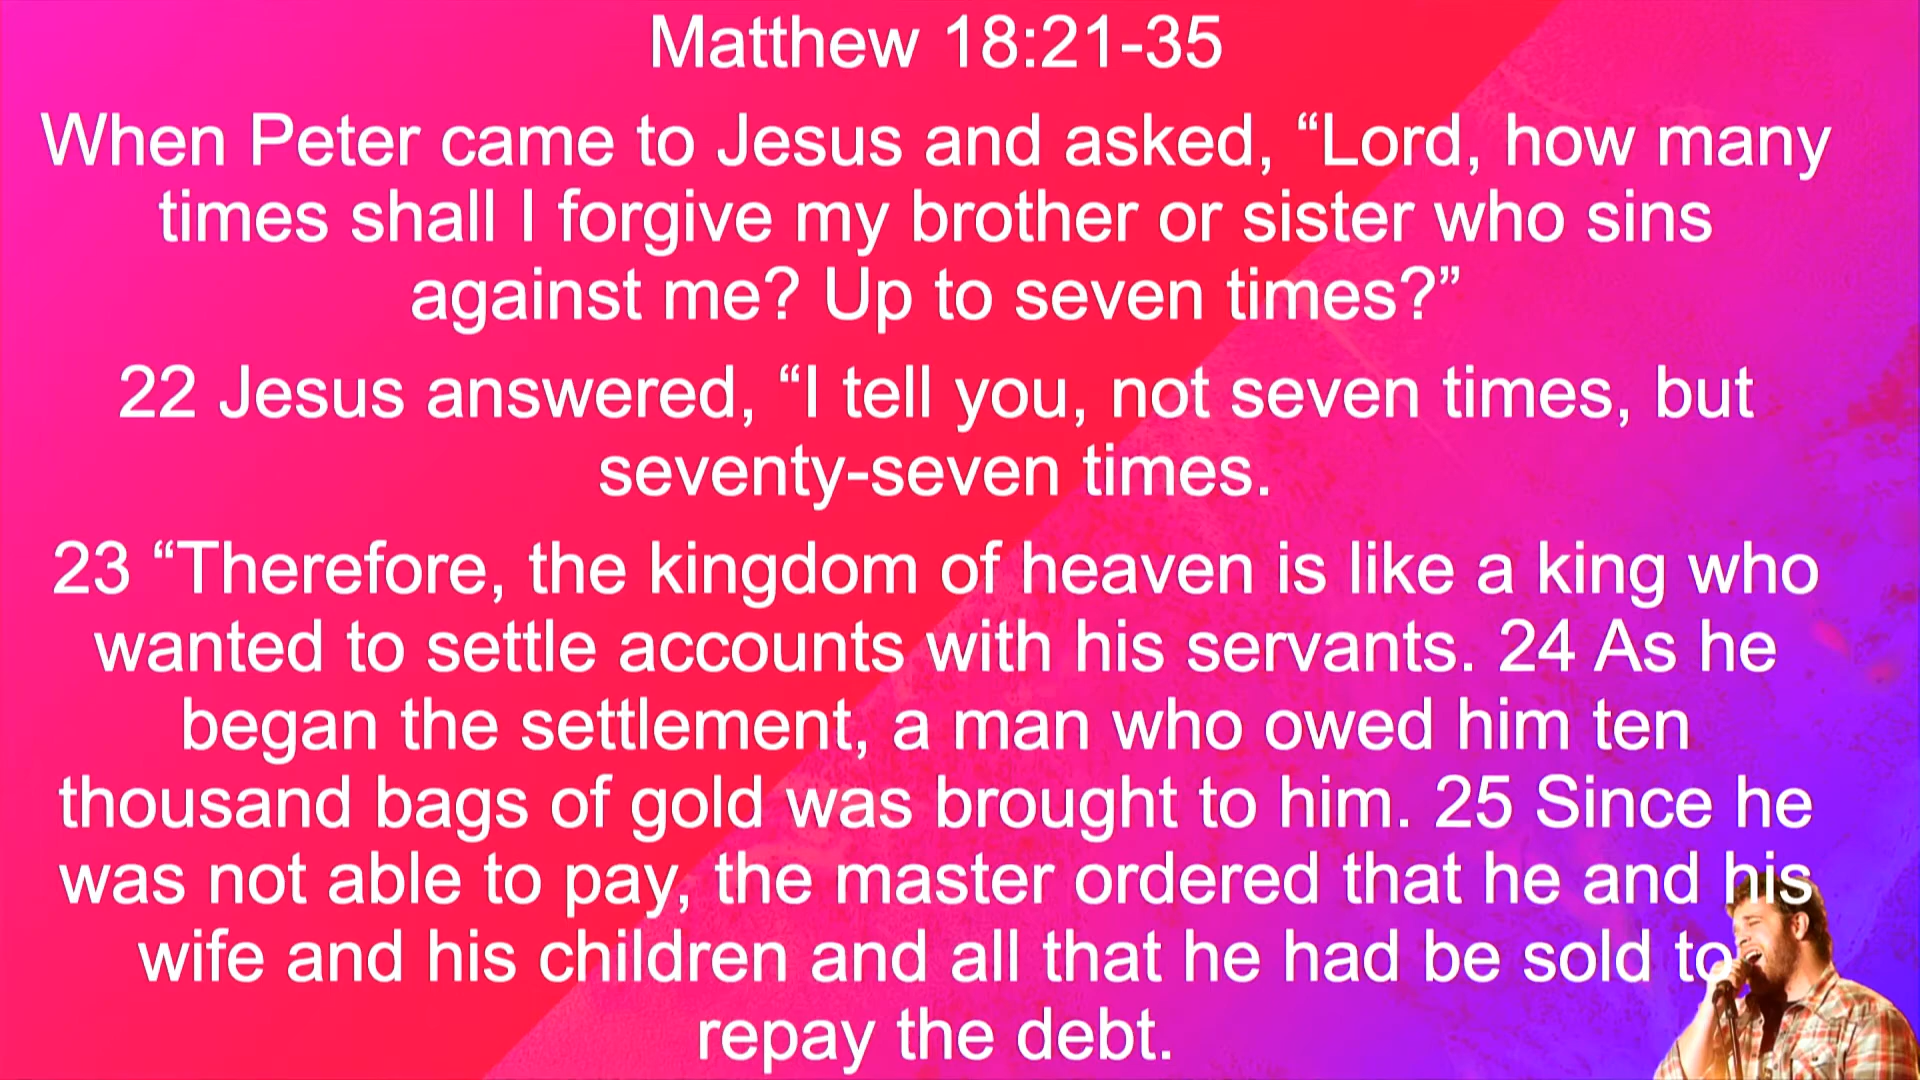 Matthew 18:21-35
When Peter came to Jesus and asked, “Lord, how many
times shall I forgive my brother or sister who sins
against me? Up to seven times?”
22 Jesus answered, “I tell you, not seven times, but
seventy-seven times.
23 “Therefore, the kingdom of heaven is like a king who
wanted to settle accounts with his servants. 24 As he
began the settlement, a man who owed him ten
thousand bags of gold was brought to him. 25 Since he
was not able to pay, the master ordered that he and his
wife and his children and all that he had be sold to
repay the debt.